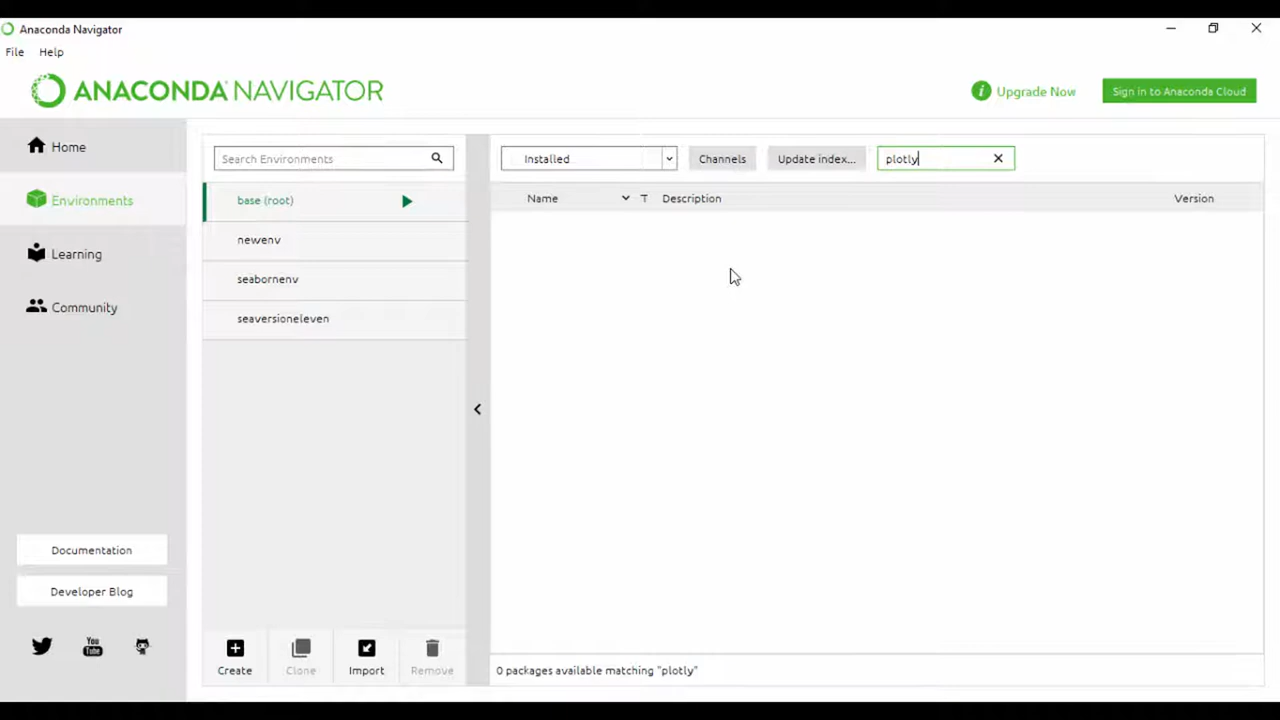 Anaconda Navigator
File Help
ANACONDA NAVIGATOR
i Upgrade Now
Sign in to Anaconda Cloud
Home
Environments
Learning
Community
Documentation
Developer Blog
You Tube
Search Environments
base (root)
newenv
seabornenv
seaversioneleven
Create
Clone
Import
Remove
Installed
Channels
Update index...
plotly
Name T Description Version
0 packages available matching "plotly"